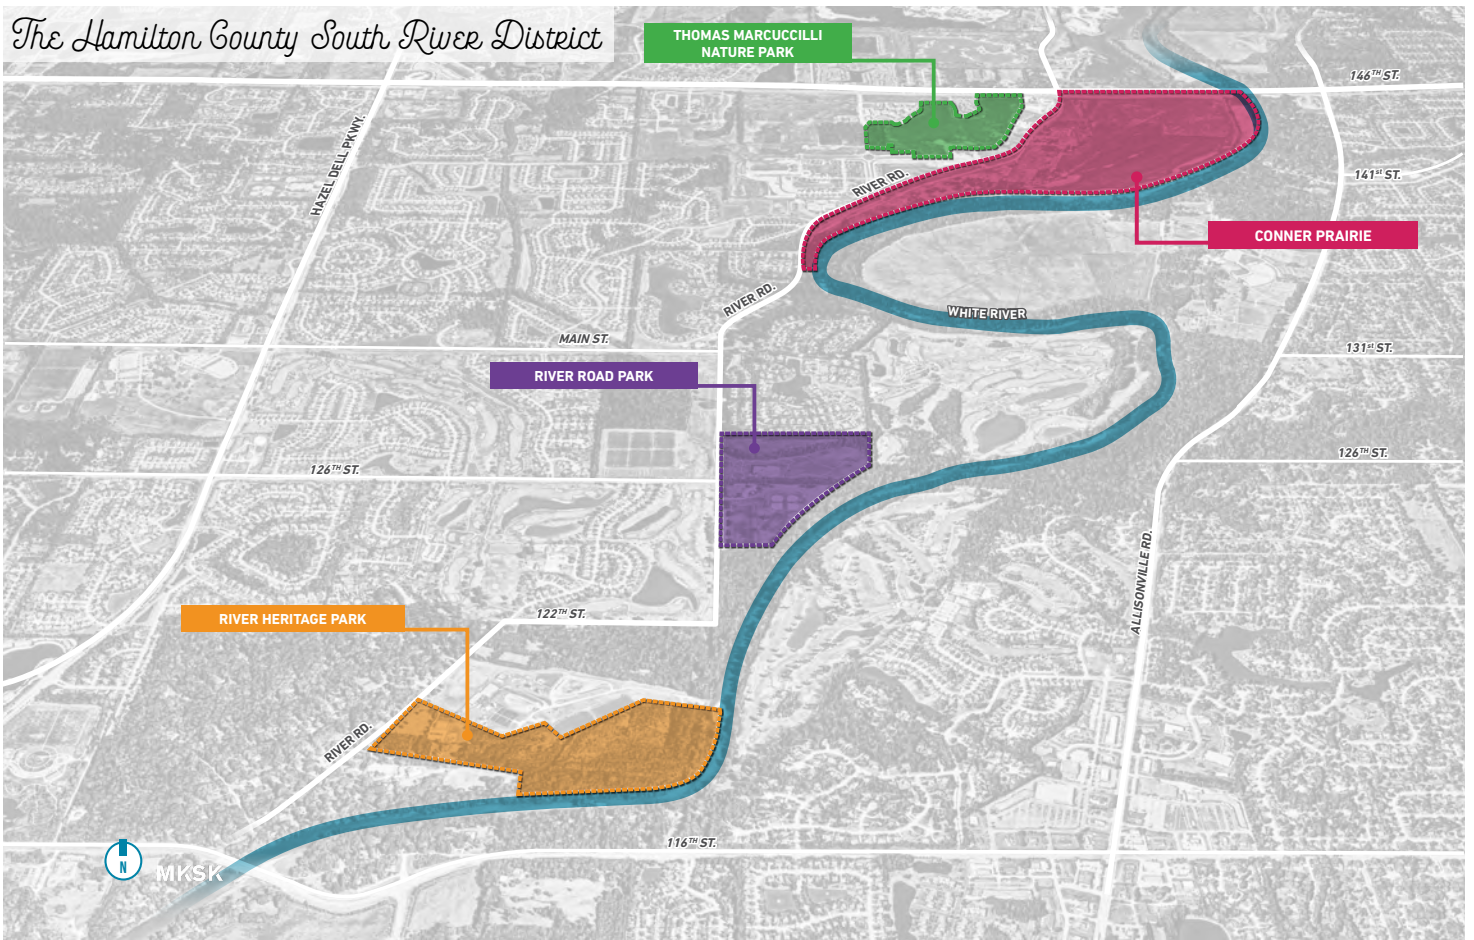 The Hamilton County South River District
THOMAS MARCUCCILLI
NATURE PARK
146TH ST.
HAZEL DELL PKWY.
141st ST.
RIVER RD.
CONNER PRAIRIE
RIVER RD.
WHITE RIVER
MAIN ST.
131st ST.
RIVER ROAD PARK
126TH ST.
126TH ST.
ALLISONVILLE RD.
122TH ST.
RIVER HERITAGE PARK
RIVER RD.
116TH ST.
N
MKSK